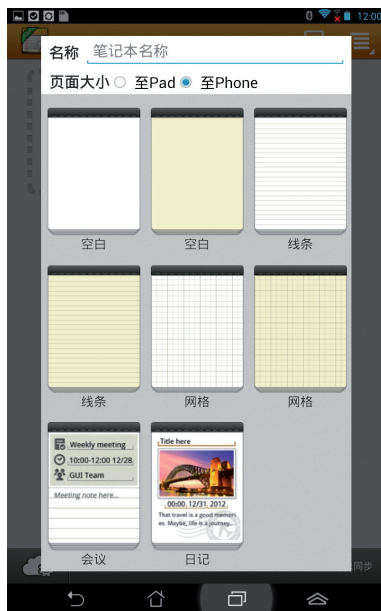 12:00
名称 笔记本名称
页面大小 至Pad 至Phone
空白 空白 线条
线条 网格 网格
Weekly meeting
10:00-12:00 12/28
GUI Team
Meeting note here...
Title here
00:00, 12/31, 2012
That travel is a good memori
es. Maybe, life is a journey...
会议 日记
同步